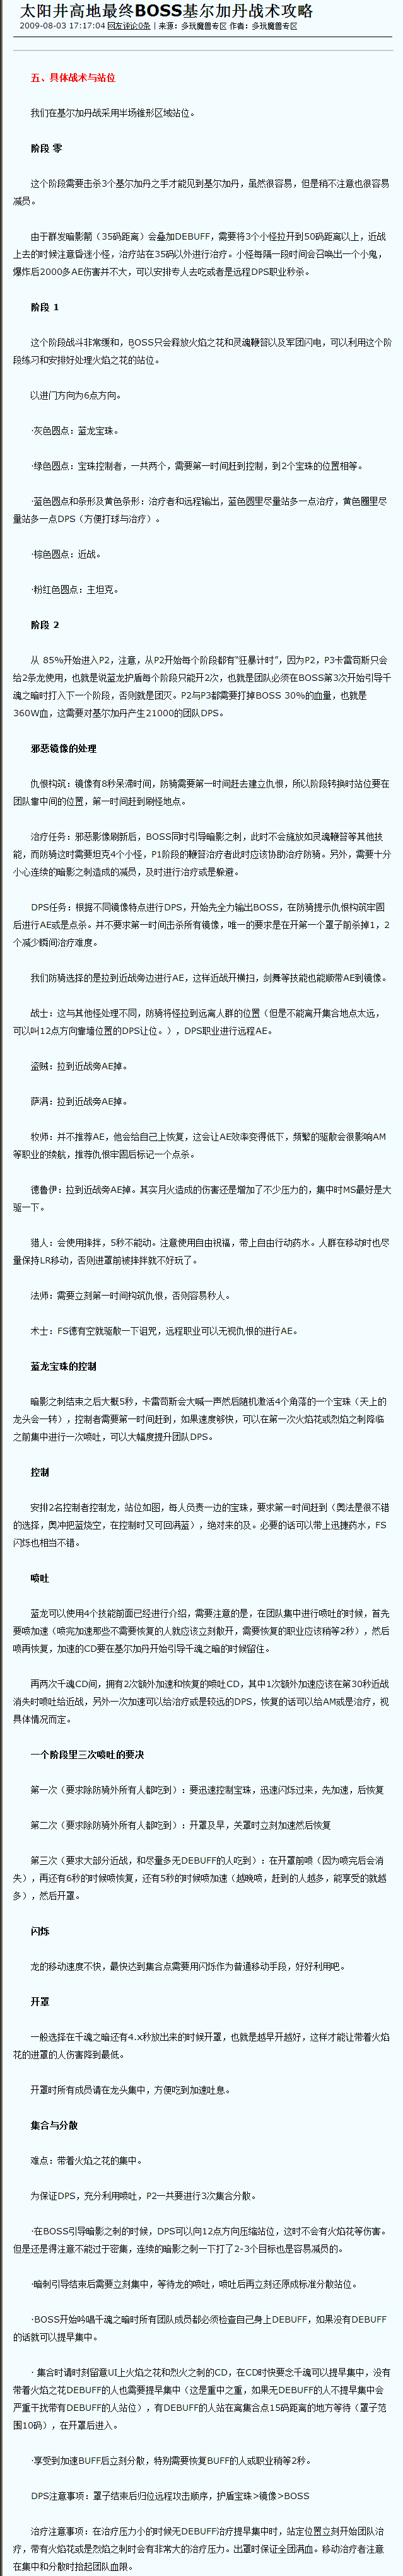 太阳井高地最终BOSS基尔加丹战术攻略
2009-08-03 17:17:04 网友评论0条 | 来源：多玩魔兽专区 作者：多玩魔兽专区
五、具体战术与站位
我们在基尔加丹战采用半场锥形区域站位。
阶段 零
这个阶段需要击杀3个基尔加丹之手才能见到基尔加丹，虽然很容易，但是稍不注意也很容易
减员。
由于群发暗影箭（35码距离）会叠加DEBUFF，需要将3个小怪拉开到50码距离以上，近战
上去的时候注意昏迷小怪，治疗站在35码以外进行治疗。小怪每隔一段时间会召唤出一个小鬼，
爆炸后2000多AE伤害并不大，可以安排专人去吃或者是远程DPS职业秒杀。
阶段 1
这个阶段战斗非常缓和，BOSS只会释放火焰之花和灵魂鞭笞以及军团闪电，可以利用这个阶
段练习和安排好处理火焰之花的站位。
以进门方向为6点方向。
·灰色圆点：蓝龙宝珠。
·绿色圆点：宝珠控制者，一共两个，需要第一时间赶到控制，到2个宝珠的位置相等。
·蓝色圆点和条形及黄色条形：治疗者和远程输出，蓝色圆里尽量站多一点治疗，黄色圈里尽
量站多一点DPS（方便打球与治疗）。
·棕色圆点：近战。
·粉红色圆点：主坦克。
阶段 2
从 85%开始进入P2，注意，从P2开始每个阶段都有“狂暴计时”，因为P2，P3卡雷苟斯只会
给2条龙使用，也就是说蓝龙护盾每个阶段只能开2次，也就是团队必须在BOSS第3次开始引导千
魂之暗时打入下一个阶段，否则就是团灭。P2与P3都需要打掉BOSS 30%的血量，也就是
360W血，这需要对基尔加丹产生21000的团队DPS。
邪恶镜像的处理
仇恨构筑：镜像有8秒呆滞时间，防骑需要第一时间赶去建立仇恨，所以阶段转换时站位要在
团队靠中间的位置，第一时间赶到刷怪地点。
治疗任务：邪恶影像刷新后，BOSS同时引导暗影之刺，此时不会施放如灵魂鞭笞等其他技
能，而防骑这时需要坦克4个小怪，P1阶段的鞭笞治疗者此时应该协助治疗防骑。另外，需要十分
小心连续的暗影之刺造成的减员，及时进行治疗或是躲避。
DPS任务：根据不同镜像特点进行DPS，开始先全力输出BOSS，在防骑提示仇恨构筑牢固
后进行AE或是点杀。并不要求第一时间击杀所有镜像，唯一的要求是在开第一个罩子前杀掉1，2
个减少瞬间治疗难度。
我们防骑选择的是拉到近战旁边进行AE，这样近战开横扫，剑舞等技能也能顺带AE到镜像。
战士：这与其他怪处理不同，防骑将怪拉到远离人群的位置（但是不能离开集合地点太远，
可以叫12点方向靠墙位置的DPS让位。），DPS职业进行远程AE。
盗贼：拉到近战旁AE掉。
萨满：拉到近战旁AE掉。
牧师：并不推荐AE，他会给自己上恢复，这会让AE效率变得低下，频繁的驱散会很影响AM
等职业的续航，推荐仇恨牢固后标记一个点杀。
德鲁伊：拉到近战旁AE掉。其实月火造成的伤害还是增加了不少压力的，集中时MS最好是大
驱一下。
猎人：会使用摔拌，5秒不能动。注意使用自由祝福，带上自由行动药水。人群在移动时也尽
量保持LR移动，否则进罩前被摔拌就不好玩了。
法师：需要立刻第一时间构筑仇恨，否则容易秒人。
术士：FS德有空就驱散一下诅咒，远程职业可以无视仇恨的进行AE。
蓝龙宝珠的控制
暗影之刺结束之后大概5秒，卡雷苟斯会大喊一声然后随机激活4个角落的一个宝珠（天上的
龙头会一转），控制者需要第一时间赶到，如果速度够快，可以在第一次火焰花或烈焰之刺降临
之前集中进行一次喷吐，可以大幅度提升团队DPS。
控制
安排2名控制者控制龙，站位如图，每人负责一边的宝珠，要求第一时间赶到（奥法是很不错
的选择，奥冲把蓝烧空，在控制时又可回满蓝），绝对来的及。必要的话可以带上迅捷药水，FS
闪烁也相当不错。
喷吐
蓝龙可以使用4个技能前面已经进行介绍，需要注意的是，在团队集中进行喷吐的时候，首先
要喷加速（喷完加速那些不需要恢复的人就应该立刻散开，需要恢复的职业应该稍等2秒），然后
喷再恢复，加速的CD要在基尔加丹开始引导千魂之暗的时候留住。
再两次千魂CD间，拥有2次额外加速和恢复的喷吐CD，其中1次额外加速应该在第30秒近战
消失时喷吐给近战，另外一次加速可以给治疗或是较远的DPS，恢复的话可以给AM或是治疗，视
具体情况而定。
一个阶段里三次喷吐的要决
第一次（要求除防骑外所有人都吃到）：要迅速控制宝珠，迅速闪烁过来，先加速，后恢复
第二次（要求除防骑外所有人都吃到）：开罩及早，关罩时立刻加速然后恢复
第三次（要求大部分近战，和尽量多无DEBUFF的人吃到）：在开罩前喷（因为喷完后会消
失），再还有6秒的时候喷恢复，还有5秒的时候喷加速（越晚喷，赶到的人越多，能享受的就越
多），然后开罩。
闪烁
龙的移动速度不快，最快达到集合点需要用闪烁作为普通移动手段，好好利用吧。
开罩
一般选择在千魂之暗还有4.x秒放出来的时候开罩，也就是越早开越好，这样才能让带着火焰
花的进罩的人伤害降到最低。
开罩时所有成员请在龙头集中，方便吃到加速吐息。
集合与分散
难点：带着火焰之花的集中。
为保证DPS，充分利用喷吐，P2一共要进行3次集合分散。
·在BOSS引导暗影之刺的时候，DPS可以向12点方向压缩站位，这时不会有火焰花等伤害。
但是还是得注意不能过于密集，连续的暗影之刺一下打了2-3个目标也是容易减员的。
·暗刺引导结束后需要立刻集中，等待龙的喷吐，喷吐后再立刻还原成标准分散站位。
·BOSS开始吟唱千魂之暗时所有团队成员都必须检查自己身上DEBUFF，如果没有DEBUFF
的话就可以提早集中。
· 集合时请时刻留意UI上火焰之花和烈火之刺的CD，在CD时快要念千魂可以提早集中，没有
带着火焰之花DEBUFF的人也需要提早集中（这是重中之重，如果无DEBUFF的人不提早集中会
严重干扰带有DEBUFF的人站位），有DEBUFF的人站在离集合点15码距离的地方等待（罩子范
围10码），在开罩后进入。
·享受到加速BUFF后立刻分散，特别需要恢复BUFF的人或职业稍等2秒。
DPS注意事项：罩子结束后归位远程攻击顺序，护盾宝珠>镜像>BOSS
治疗注意事项：在治疗压力小的时候无DEBUFF治疗提早集中时，站定位置立刻开始团队治
疗，带有火焰花或是烈焰之刺时会有非常大的治疗压力。出罩时保证全团满血。移动治疗者注意
在集中和分散时抬起团队血限。